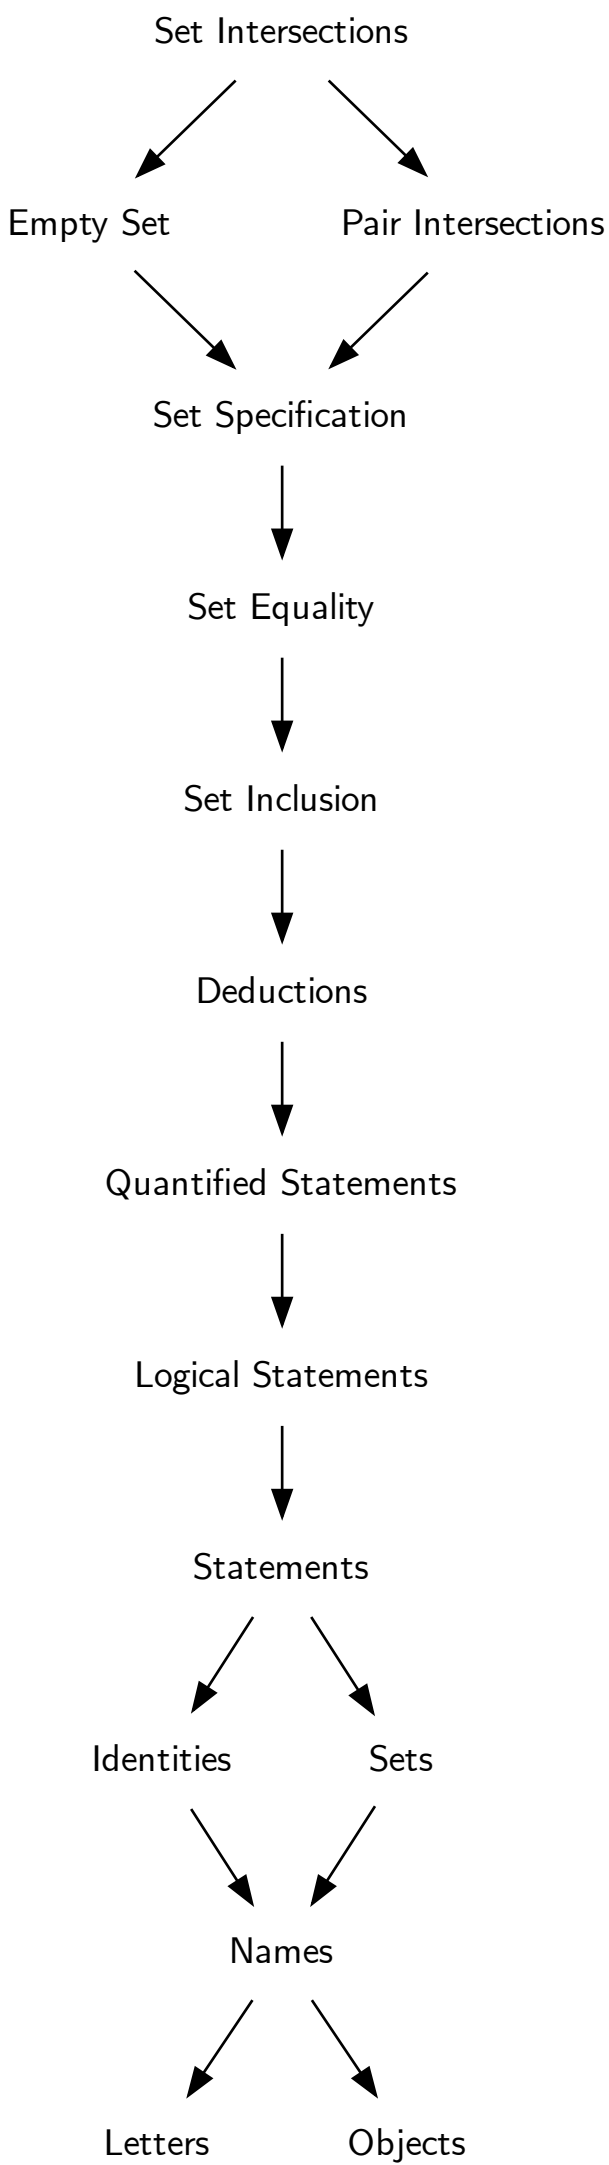 Set Intersections
Empty Set
Pair Intersections
Set Specification
Set Equality
Set Inclusion
Deductions
Quantified Statements
Logical Statements
Statements
Identities
Sets
Names
Letters
Objects